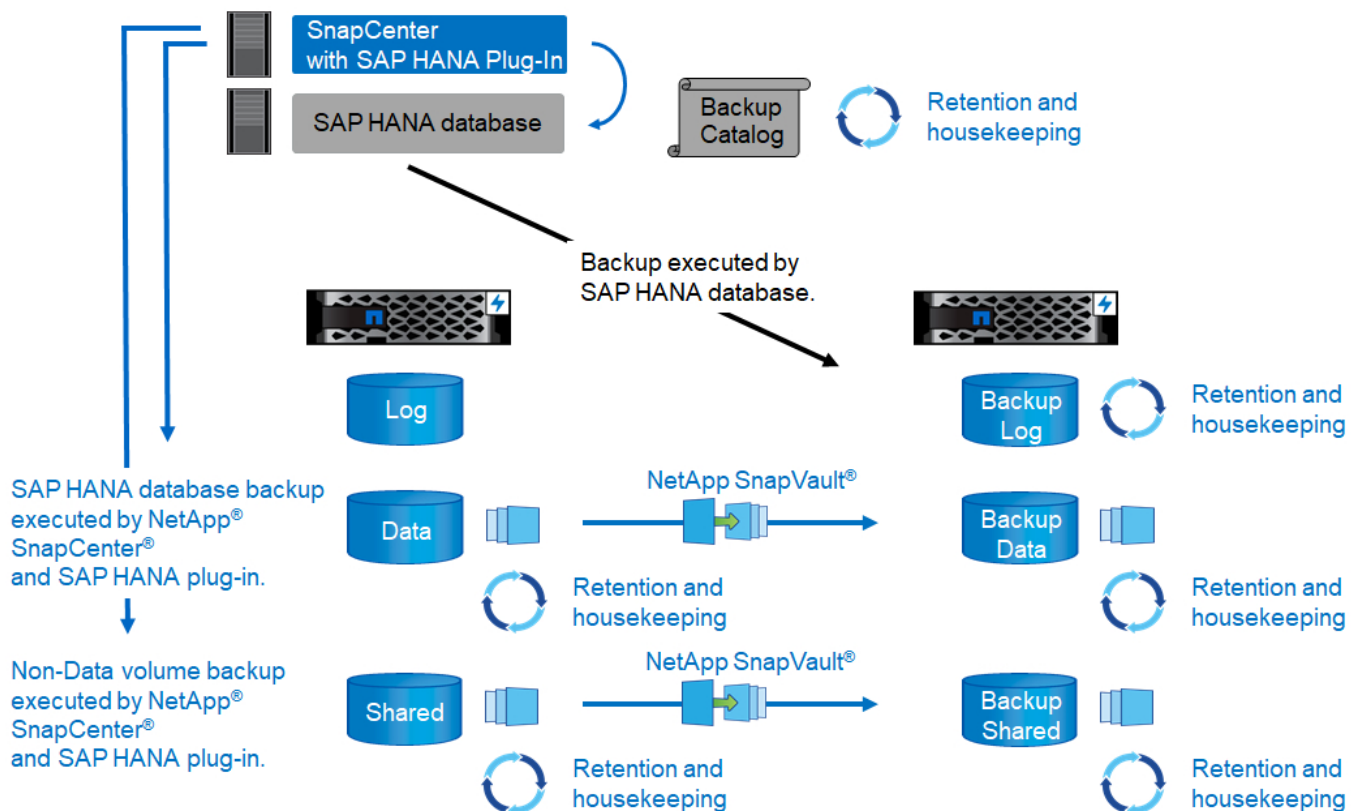 SnapCenter
with SAP HANA Plug-In
SAP HANA database
Backup
Catalog
Retention and
housekeeping
Backup executed by
SAP HANA database.
Log
Backup
Log
Retention and
housekeeping
SAP HANA database backup
executed by NetApp®
SnapCenter®
and SAP HANA plug-in.
Data
NetApp SnapVault®
Backup
Data
Retention and
housekeeping
Retention and
housekeeping
Non-Data volume backup
executed by NetApp®
SnapCenter®
and SAP HANA plug-in.
Shared
NetApp SnapVault®
Backup
Shared
Retention and
housekeeping
Retention and
housekeeping